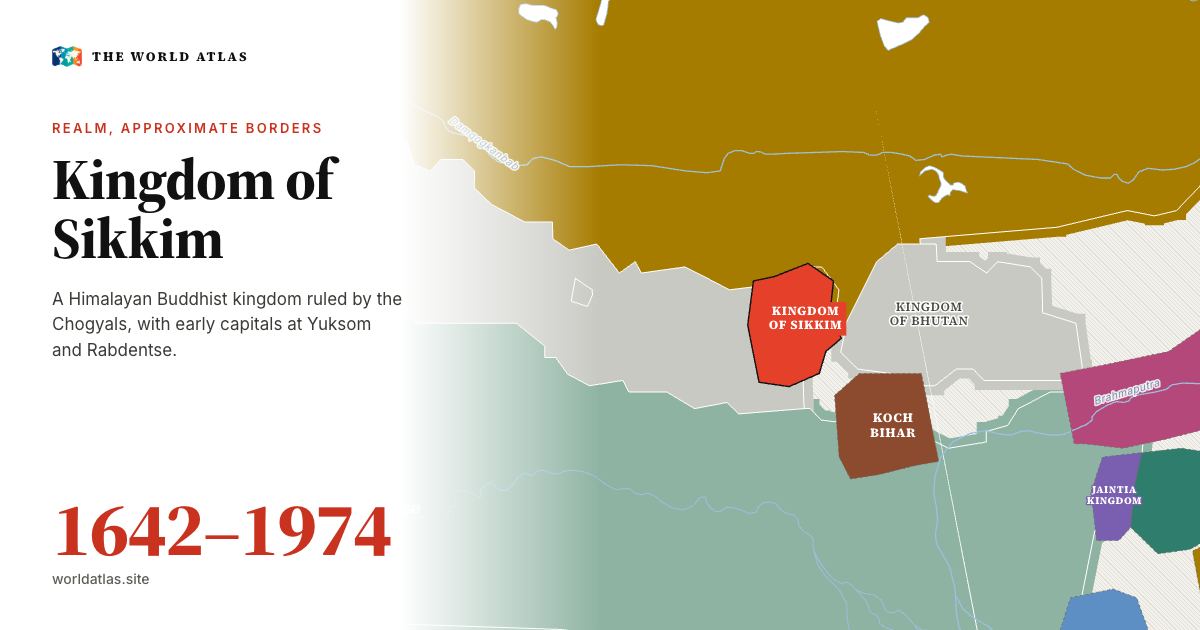 THE WORLD ATLAS
REALM, APPROXIMATE BORDERS
Kingdom of
Sikkim
A Himalayan Buddhist kingdom ruled by the
Chogyals, with early capitals at Yuksom
and Rabdentse.
1642–1974
worldatlas.site
Damqogkanbab
KINGDOM
OF SIKKIM
KINGDOM
OF BHUTAN
KOCH
BIHAR
Brahmaputra
JAINTIA
KINGDOM